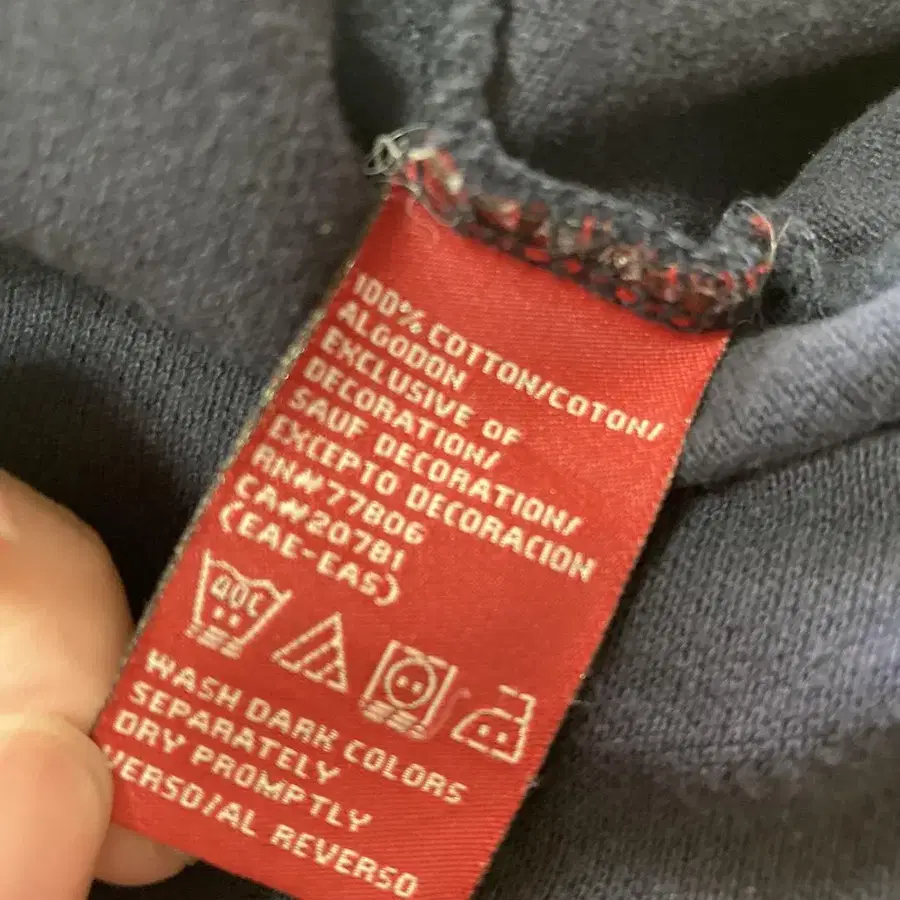 100% COTTON/COTON/
ALGODON
EXCLUSIVE OF
DECORATION/
SAUF DECORATION/
EXCEPTO DECORACION
RN#77806
CA#20781
(EAE-EAS)
40C
WASH DARK COLORS
SEPARATELY
DRY PROMPTLY
VERSO/AL REVERSO